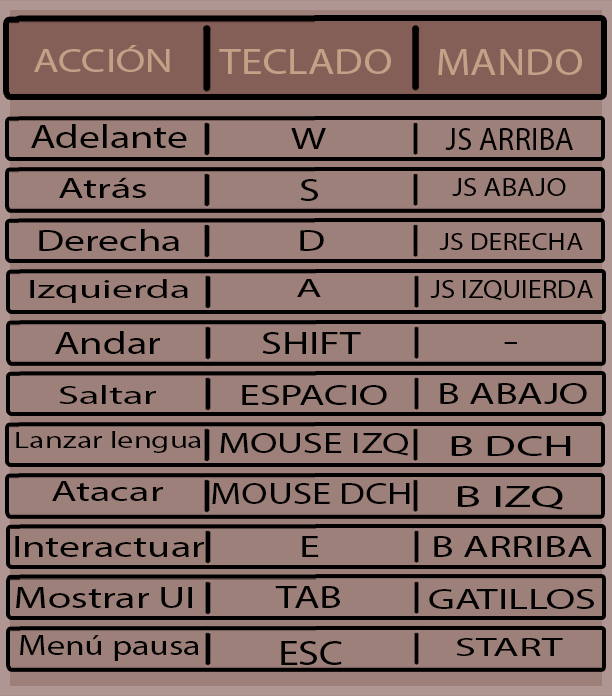 ACCIÓN TECLADO MANDO
Adelante W JS ARRIBA
Atrás S JS ABAJO
Derecha D JS DERECHA
Izquierda A JS IZQUIERDA
Andar SHIFT -
Saltar ESPACIO B ABAJO
Lanzar lengua MOUSE IZQ B DCH
Atacar MOUSE DCH B IZQ
Interactuar E B ARRIBA
Mostrar UI TAB GATILLOS
Menú pausa ESC START